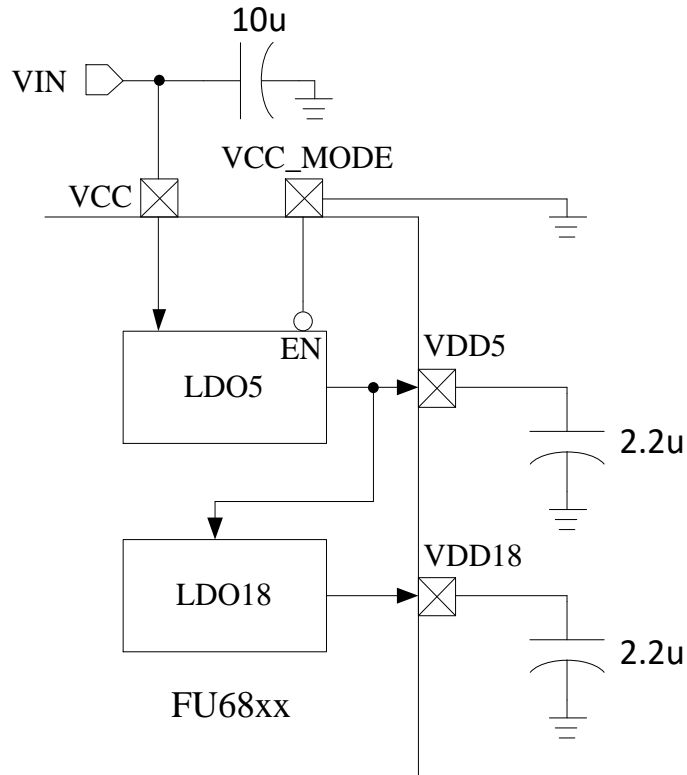 10u
VIN
VCC_MODE
VCC
EN
LDO5
VDD5
2.2u
LDO18
VDD18
2.2u
FU68xx